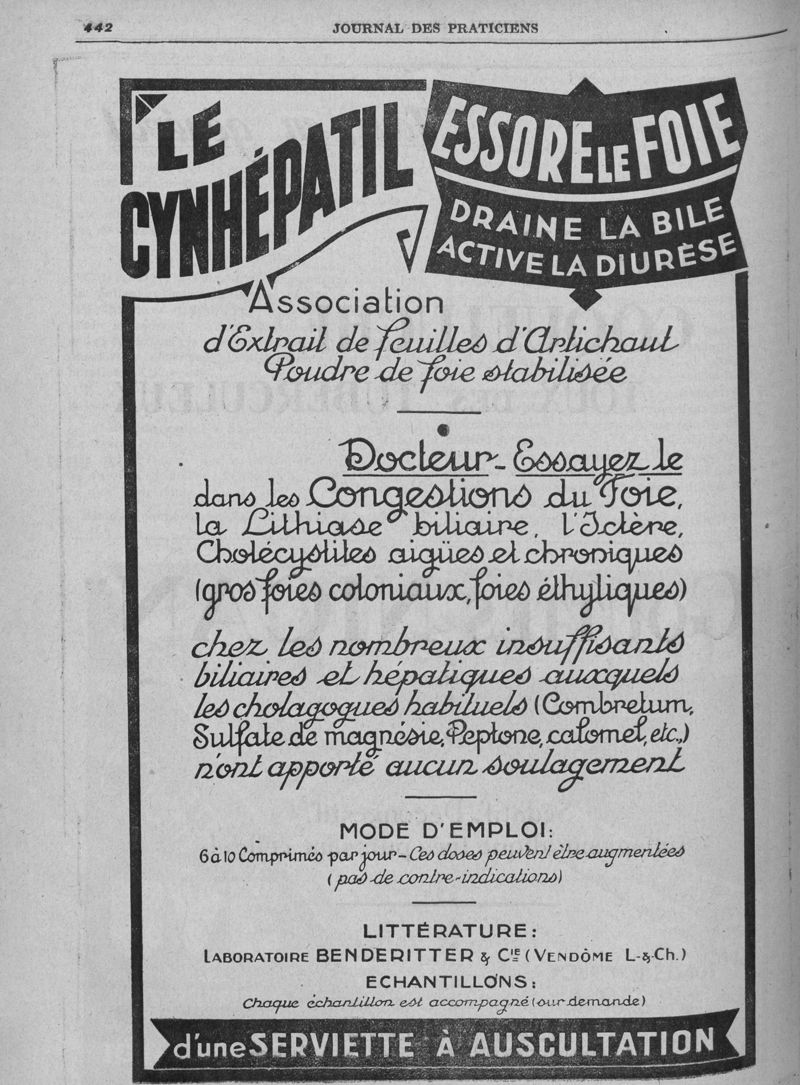 442
JOURNAL DES PRATICIENS
LE
CYNHÉPATIL
ESSORE LE FOIE
DRAINE LA BILE
ACTIVE LA DIURÈSE
Association
d'Extrait de feuilles d'Artichaut
Poudre de foie stabilisée
Docteur - Essayez le
dans les Congestions du Foie,
la Lithiase biliaire, l'Ictère,
Cholécystites aigües et chroniques
(gros foies coloniaux, foies éthyliques)
chez les nombreux insuffisants
biliaires et hépatiques auxquels
les cholagogues habituels (Combretum,
Sulfate de magnésie, Peptone, calomel, etc.,)
n'ont apporté aucun soulagement
MODE D'EMPLOI:
6 à 10 Comprimés par jour - Ces doses peuvent être augmentées
(pas de contre-indications)
LITTÉRATURE:
LABORATOIRE BENDERITTER & Cie (VENDÔME L-&-Ch.)
ECHANTILLONS:
Chaque échantillon est accompagné (sur demande)
d'une SERVIETTE À AUSCULTATION